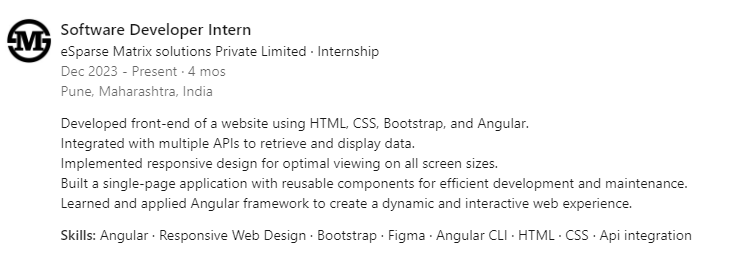 SM
Software Developer Intern
eSparse Matrix solutions Private Limited · Internship
Dec 2023 - Present · 4 mos
Pune, Maharashtra, India
Developed front-end of a website using HTML, CSS, Bootstrap, and Angular.
Integrated with multiple APIs to retrieve and display data.
Implemented responsive design for optimal viewing on all screen sizes.
Built a single-page application with reusable components for efficient development and maintenance.
Learned and applied Angular framework to create a dynamic and interactive web experience.
Skills: Angular · Responsive Web Design · Bootstrap · Figma · Angular CLI · HTML · CSS · Api integration